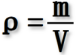 ρ = m/V